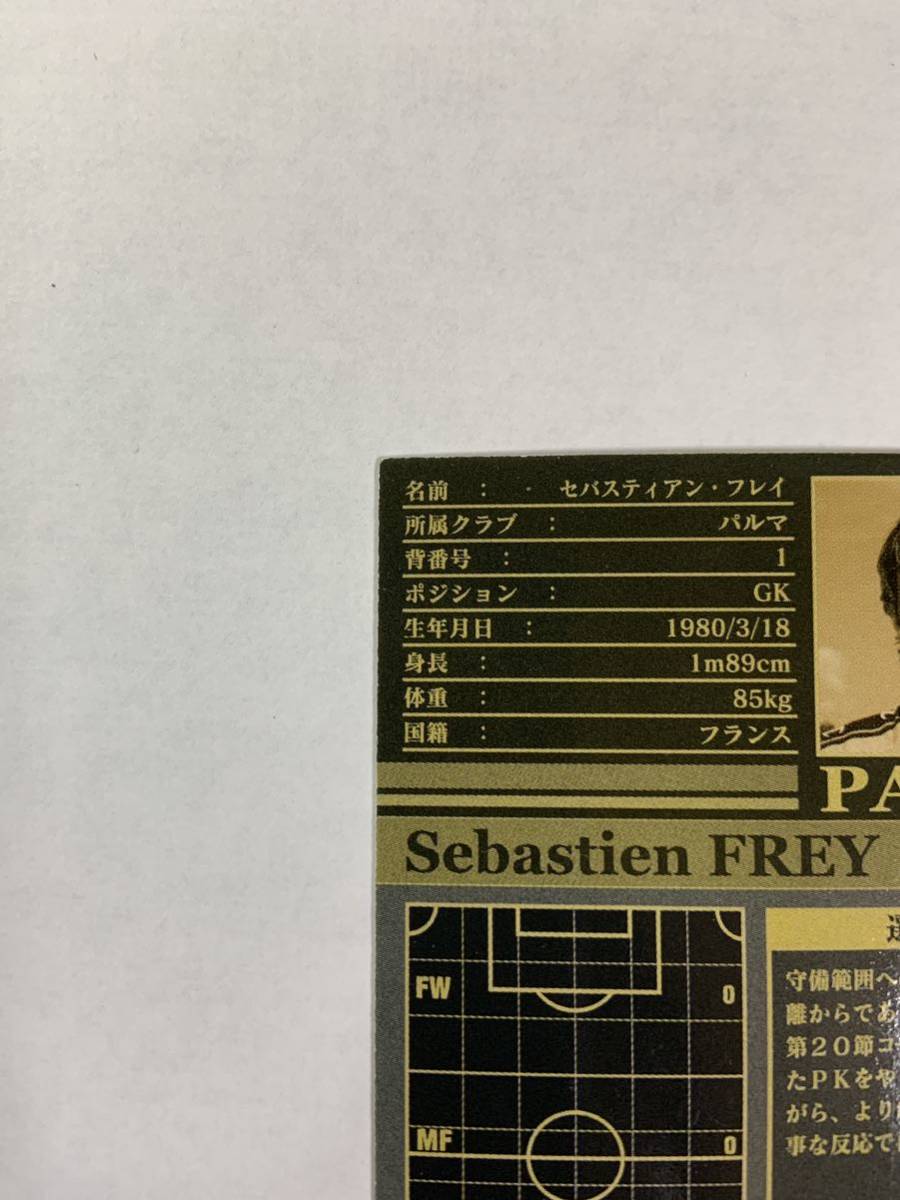 名前 : セバスティアン・フレイ
所属クラブ : パルマ
背番号 : 1
ポジション : GK
生年月日 : 1980/3/18
身長 : 1m89cm
体重 : 85kg
国籍 : フランス
PA
Sebastien FREY
FW 0
MF 0
守備範囲へ
離からであ
第20節コ
たPKをや
がら、より
事な反応で